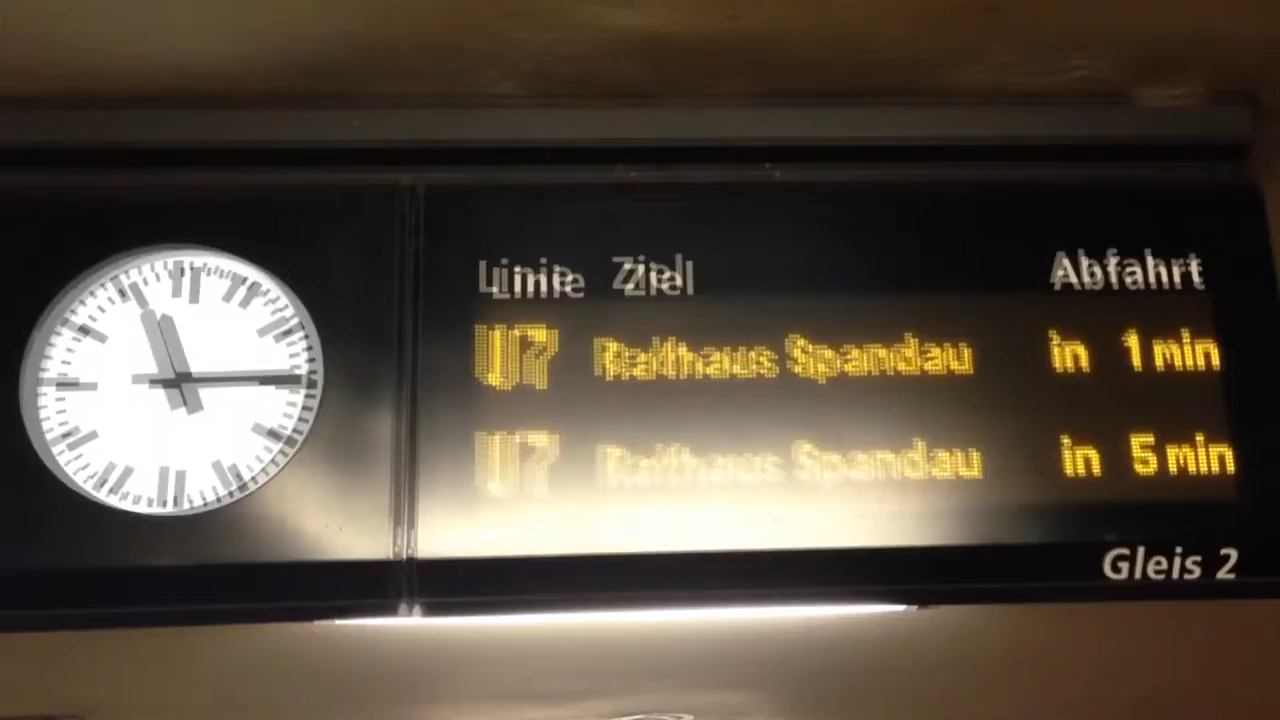 Linie Ziel Abfahrt
U7 Rathaus Spandau in 1 min
U7 Rathaus Spandau in 5 min
Gleis 2